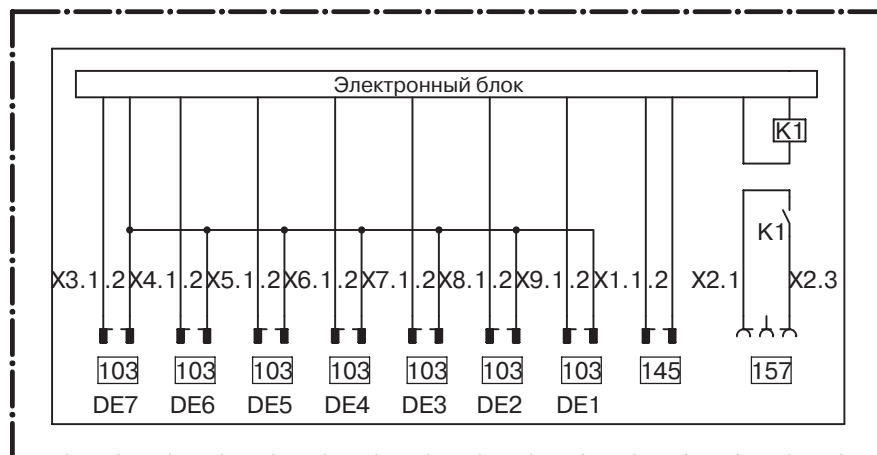 Электронный блок
K1
K1
X3.1 .2 X4.1 .2 X5.1 .2 X6.1 .2 X7.1 .2 X8.1 .2 X9.1 .2 X1.1 .2 X2.1 X2.3
103 103 103 103 103 103 103 145 157
DE7 DE6 DE5 DE4 DE3 DE2 DE1